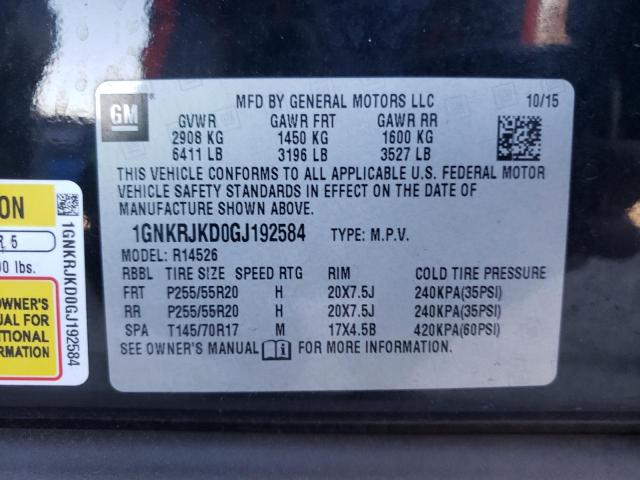 GM
MFD BY GENERAL MOTORS LLC 10/15
GVWR GAWR FRT GAWR RR
2908 KG 1450 KG 1600 KG
6411 LB 3196 LB 3527 LB
THIS VEHICLE CONFORMS TO ALL APPLICABLE U.S. FEDERAL MOTOR
VEHICLE SAFETY STANDARDS IN EFFECT ON THE DATE OF
MANUFACTURE SHOWN ABOVE.
1GNKRJKD0GJ192584 TYPE: M.P.V.
MODEL: R14526
RBBL TIRE SIZE SPEED RTG RIM COLD TIRE PRESSURE
FRT P255/55R20 H 20X7.5J 240KPA(35PSI)
RR P255/55R20 H 20X7.5J 240KPA(35PSI)
SPA T145/70R17 M 17X4.5B 420KPA(60PSI)
SEE OWNER'S MANUAL FOR MORE INFORMATION.
ON
R 5
00 lbs.
OWNER'S
UAL FOR
TIONAL
MATION
1GNKRJKD0GJ192584